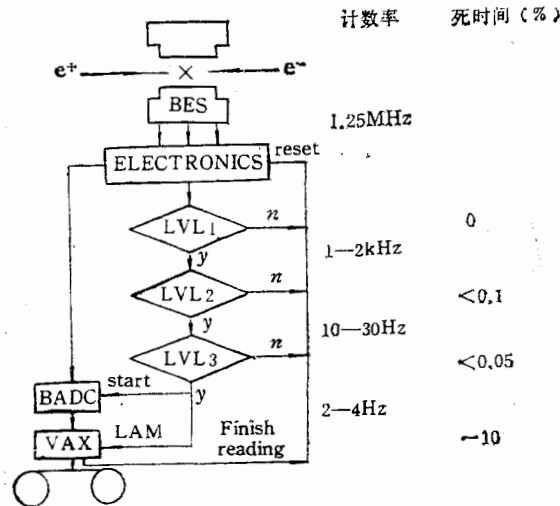 计数率 死时间（%）
e⁺ × e⁻
BES
1.25MHz
reset
ELECTRONICS
LVL1 n 0
y 1—2kHz
LVL2 n <0.1
y 10—30Hz
LVL3 n <0.05
start y
BADC 2—4Hz
LAM Finish
VAX reading ~10